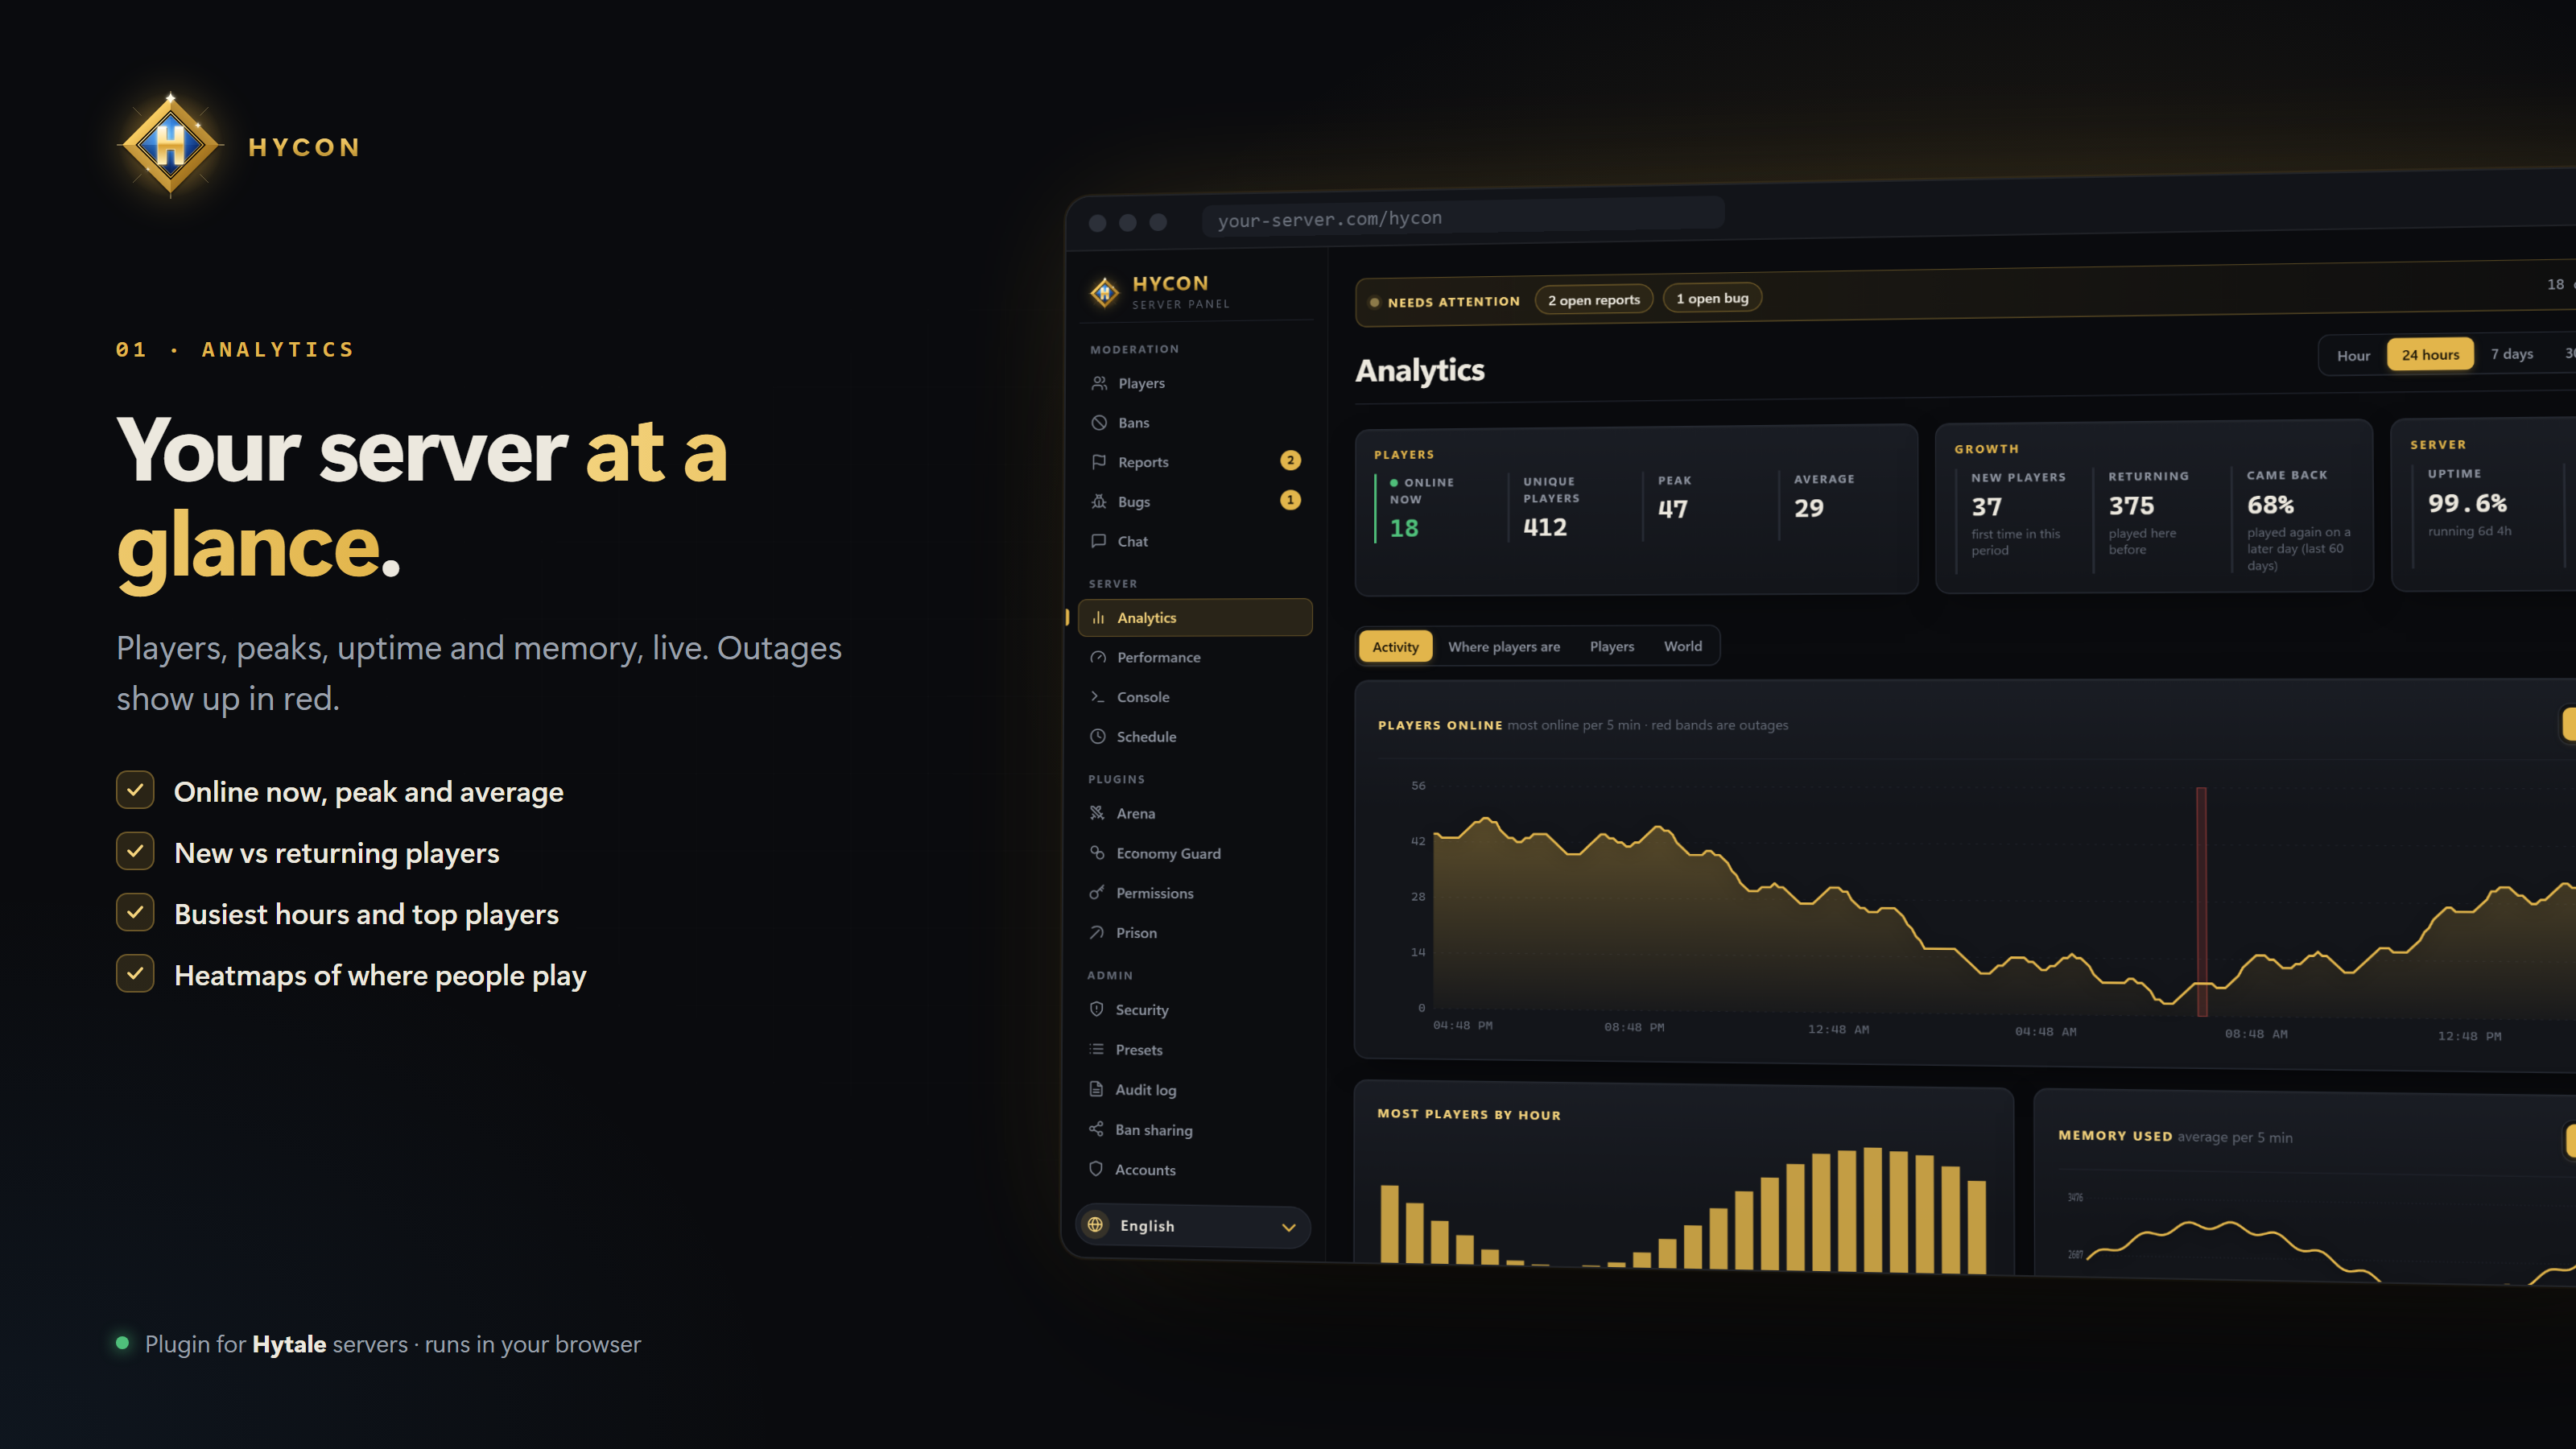 HYCON
01 · ANALYTICS
Your server at a
glance.
Players, peaks, uptime and memory, live. Outages
show up in red.
Online now, peak and average
New vs returning players
Busiest hours and top players
Heatmaps of where people play
Plugin for Hytale servers · runs in your browser
your-server.com/hycon
HYCON
SERVER PANEL
MODERATION
Players
Bans
Reports 2
Bugs 1
Chat
SERVER
Analytics
Performance
Console
Schedule
PLUGINS
Arena
Economy Guard
Permissions
Prison
ADMIN
Security
Presets
Audit log
Ban sharing
Accounts
English
NEEDS ATTENTION 2 open reports 1 open bug 18
Analytics
Hour 24 hours 7 days
PLAYERS
ONLINE
NOW
18
UNIQUE
PLAYERS
412
PEAK
47
AVERAGE
29
GROWTH
NEW PLAYERS
37
first time in this
period
RETURNING
375
played here
before
CAME BACK
68%
played again on a
later day (last 60
days)
SERVER
UPTIME
99.6%
running 6d 4h
Activity Where players are Players World
PLAYERS ONLINE most online per 5 min · red bands are outages
56
42
28
14
0
04:48 PM 08:48 PM 12:48 AM 04:48 AM 08:48 AM 12:48 PM
MOST PLAYERS BY HOUR
MEMORY USED average per 5 min
3476
2607